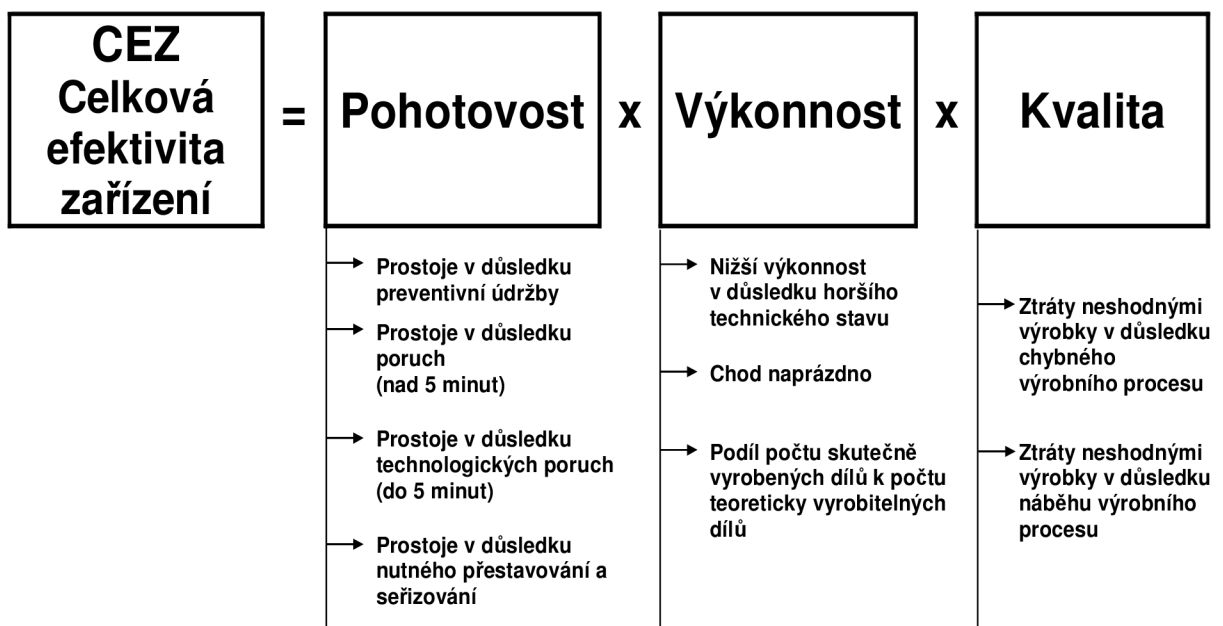 CEZ
Celková
efektivita
zařízení
=
Pohotovost
x
Výkonnost
x
Kvalita
Prostoje v důsledku
preventivní údržby
Prostoje v důsledku
poruch
(nad 5 minut)
Prostoje v důsledku
technologických poruch
(do 5 minut)
Prostoje v důsledku
nutného přestavování a
seřizování
Nižší výkonnost
v důsledku horšího
technického stavu
Chod naprázdno
Podíl počtu skutečně
vyrobených dílů k počtu
teoreticky vyrobitelných
dílů
Ztráty neshodnými
výrobky v důsledku
chybného
výrobního procesu
Ztráty neshodnými
výrobky v důsledku
náběhu výrobního
procesu